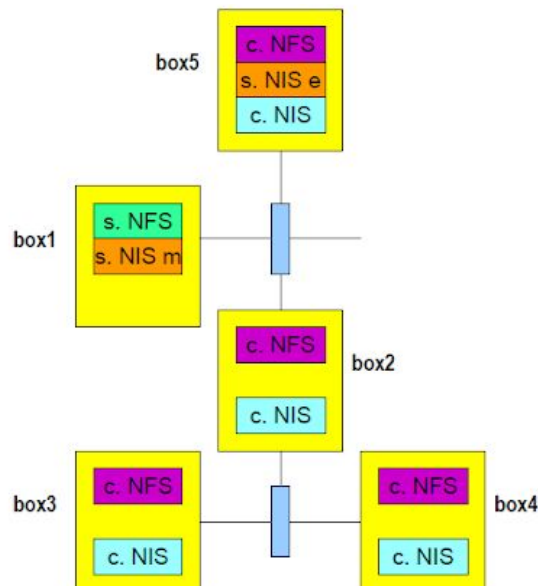 box5
c. NFS
s. NIS e
c. NIS
box1
s. NFS
s. NIS m
c. NFS
box2
c. NIS
box3
c. NFS
c. NIS
c. NFS
box4
c. NIS